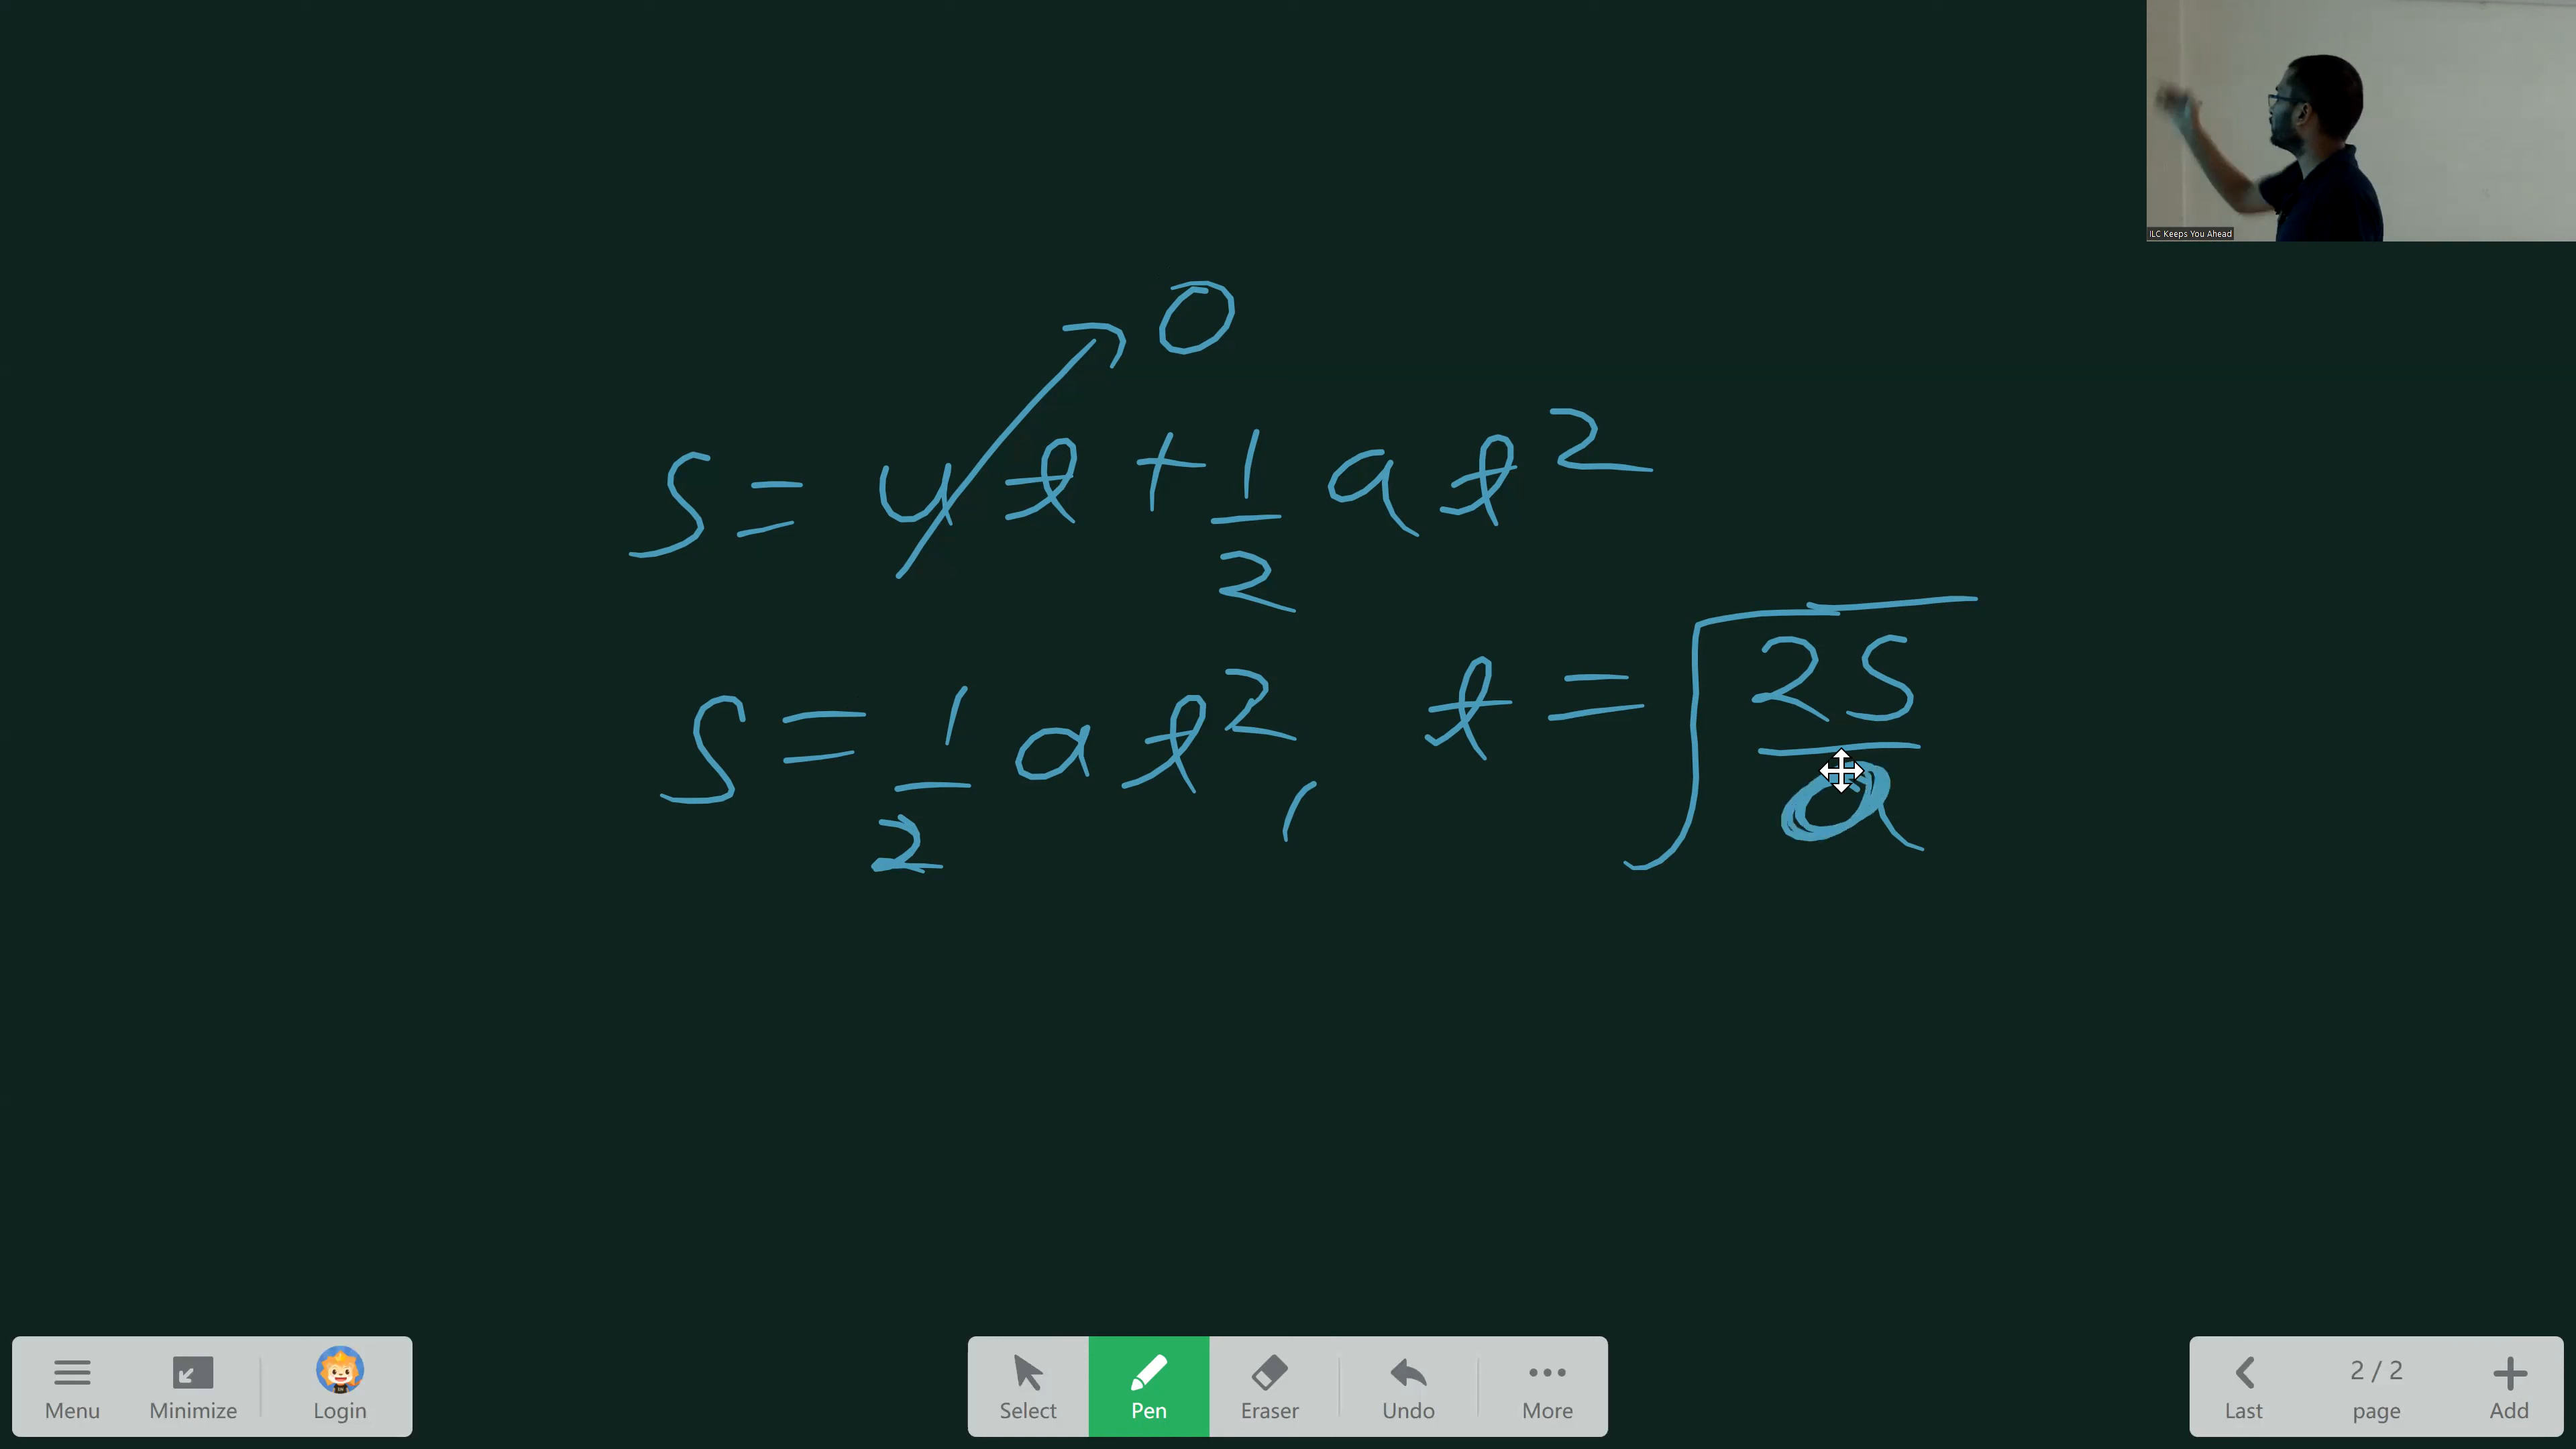 ILC Keeps You Ahead
0
S = ut + 1/2 at²
S = 1/2 at², t = √(2S/a)
Menu Minimize Login Select Pen Eraser Undo More Last 2 / 2 page Add